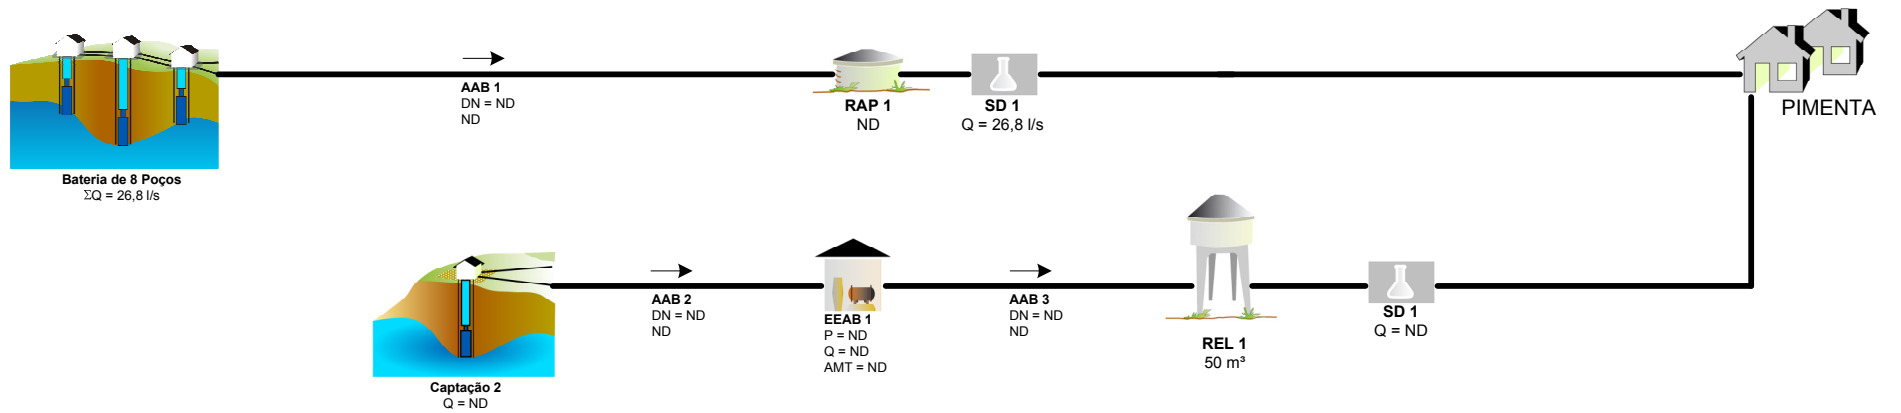 AAB 1
DN = ND
ND
RAP 1
ND
SD 1
Q = 26,8 l/s
PIMENTA
Bateria de 8 Poços
ΣQ = 26,8 l/s
AAB 2
DN = ND
ND
EEAB 1
P = ND
Q = ND
AMT = ND
AAB 3
DN = ND
ND
REL 1
50 m³
SD 1
Q = ND
Captação 2
Q = ND